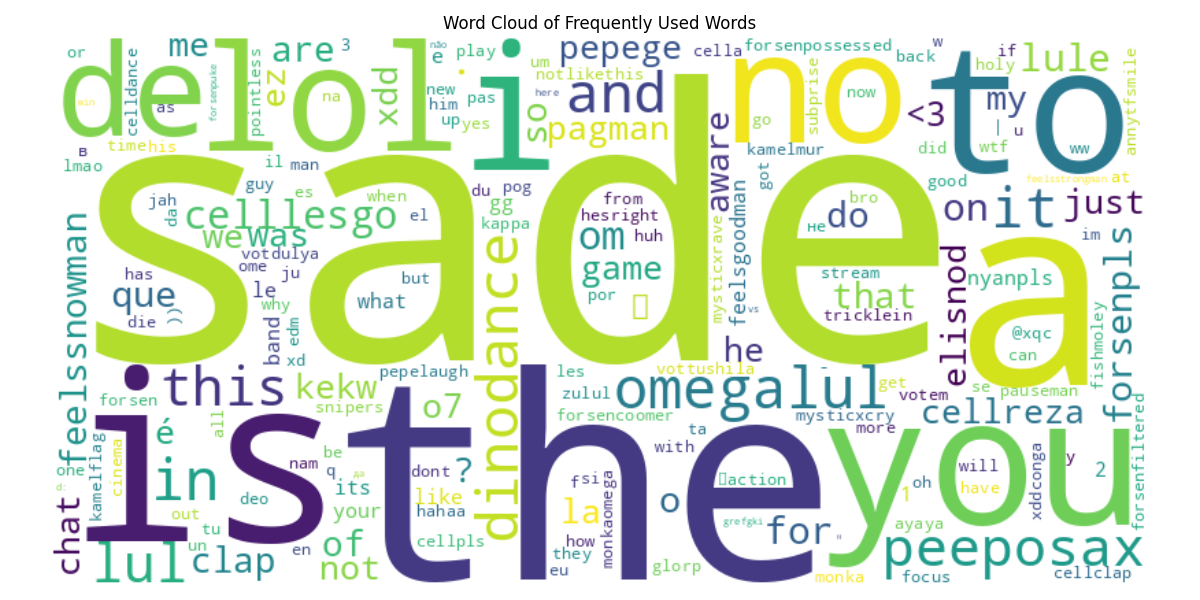 Word Cloud of Frequently Used Words
or me are 3 não e play um pepege cella forsenpossessed back w if holy lule
de lol i no to
celldance forsenpuke pointless ez na xdd new him up yes pas here notlikethis and so pagman subprise go now <3 my | u wtf ww annytfsmile
win as time his в lmao il man
kamelmur did good feelsstrongman at
sadea
jah da guy es when du pog gg kappa el celllesgo we was from hesright huh om game por aware got feelsgoodman mysticxrave vs do bro не on it just im
votdulya ome ju but what le why has que die band edm xd stream that tricklein elisnod nyanpls @xqc can fishmoley forsenpls
feelssnowman dinodance he
forsen this kekw pepelaugh snipers o7 les zulul omegalul vottushila forsencoomer mysticxcry get votem se pauseman cellreza more
is the you
chat one d: kamelflag cinema é all in nam be q да dont ? its like hahaa your deo out tu un en
f si la how they eu monkaomega with ta o action grefgki for " oh 1 ayaya will have xddconga y 2 forsenfiltered
lul clap of not cellpls glorp monka peeposax focus cellclap